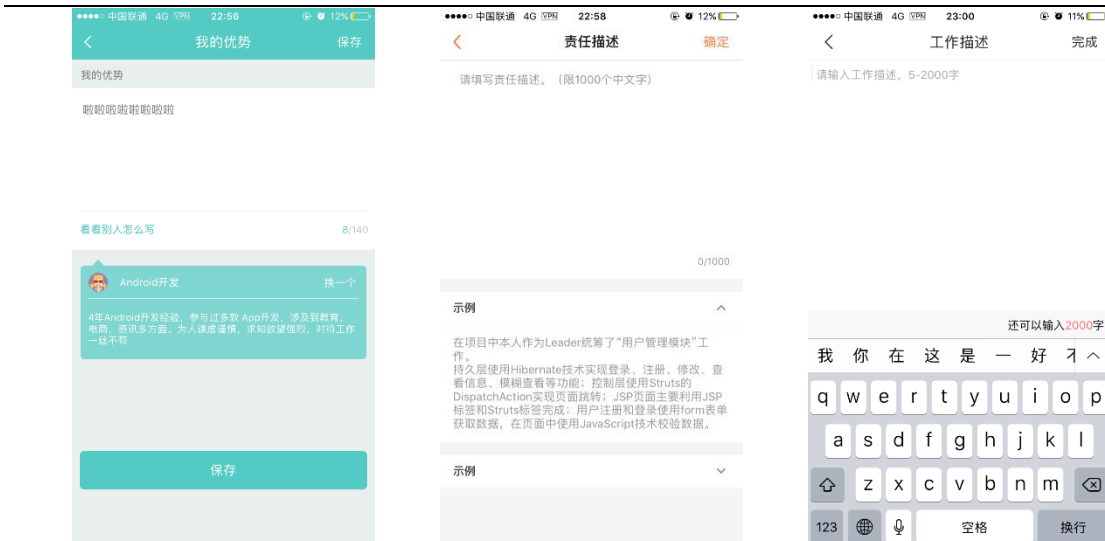 中国联通 4G VPN 22:56 12%
我的优势 保存
我的优势
啦啦啦啦啦啦啦啦
看看别人怎么写 8/140
Android开发 换一个
4年Android开发经验，参与过多款 App开发，涉及到教育，
电商，资讯多方面，为人谦虚谨慎，求知欲望强烈，对待工作
一丝不苟
保存
中国联通 4G VPN 22:58 12%
责任描述 确定
请填写责任描述。（限1000个中文字）
0/1000
示例
在项目中本人作为Leader统筹了“用户管理模块”工
作。
持久层使用Hibernate技术实现登录、注册、修改、查
看信息、模糊查看等功能；控制层使用Struts的
DispatchAction实现页面跳转；JSP页面主要利用JSP
标签和Struts标签完成；用户注册和登录使用form表单
获取数据，在页面中使用JavaScript技术校验数据。
示例
中国联通 4G VPN 23:00 11%
工作描述 完成
请输入工作描述，5-2000字
还可以输入2000字
我 你 在 这 是 一 好 不
q w e r t y u i o p
a s d f g h j k l
z x c v b n m
123 空格 换行